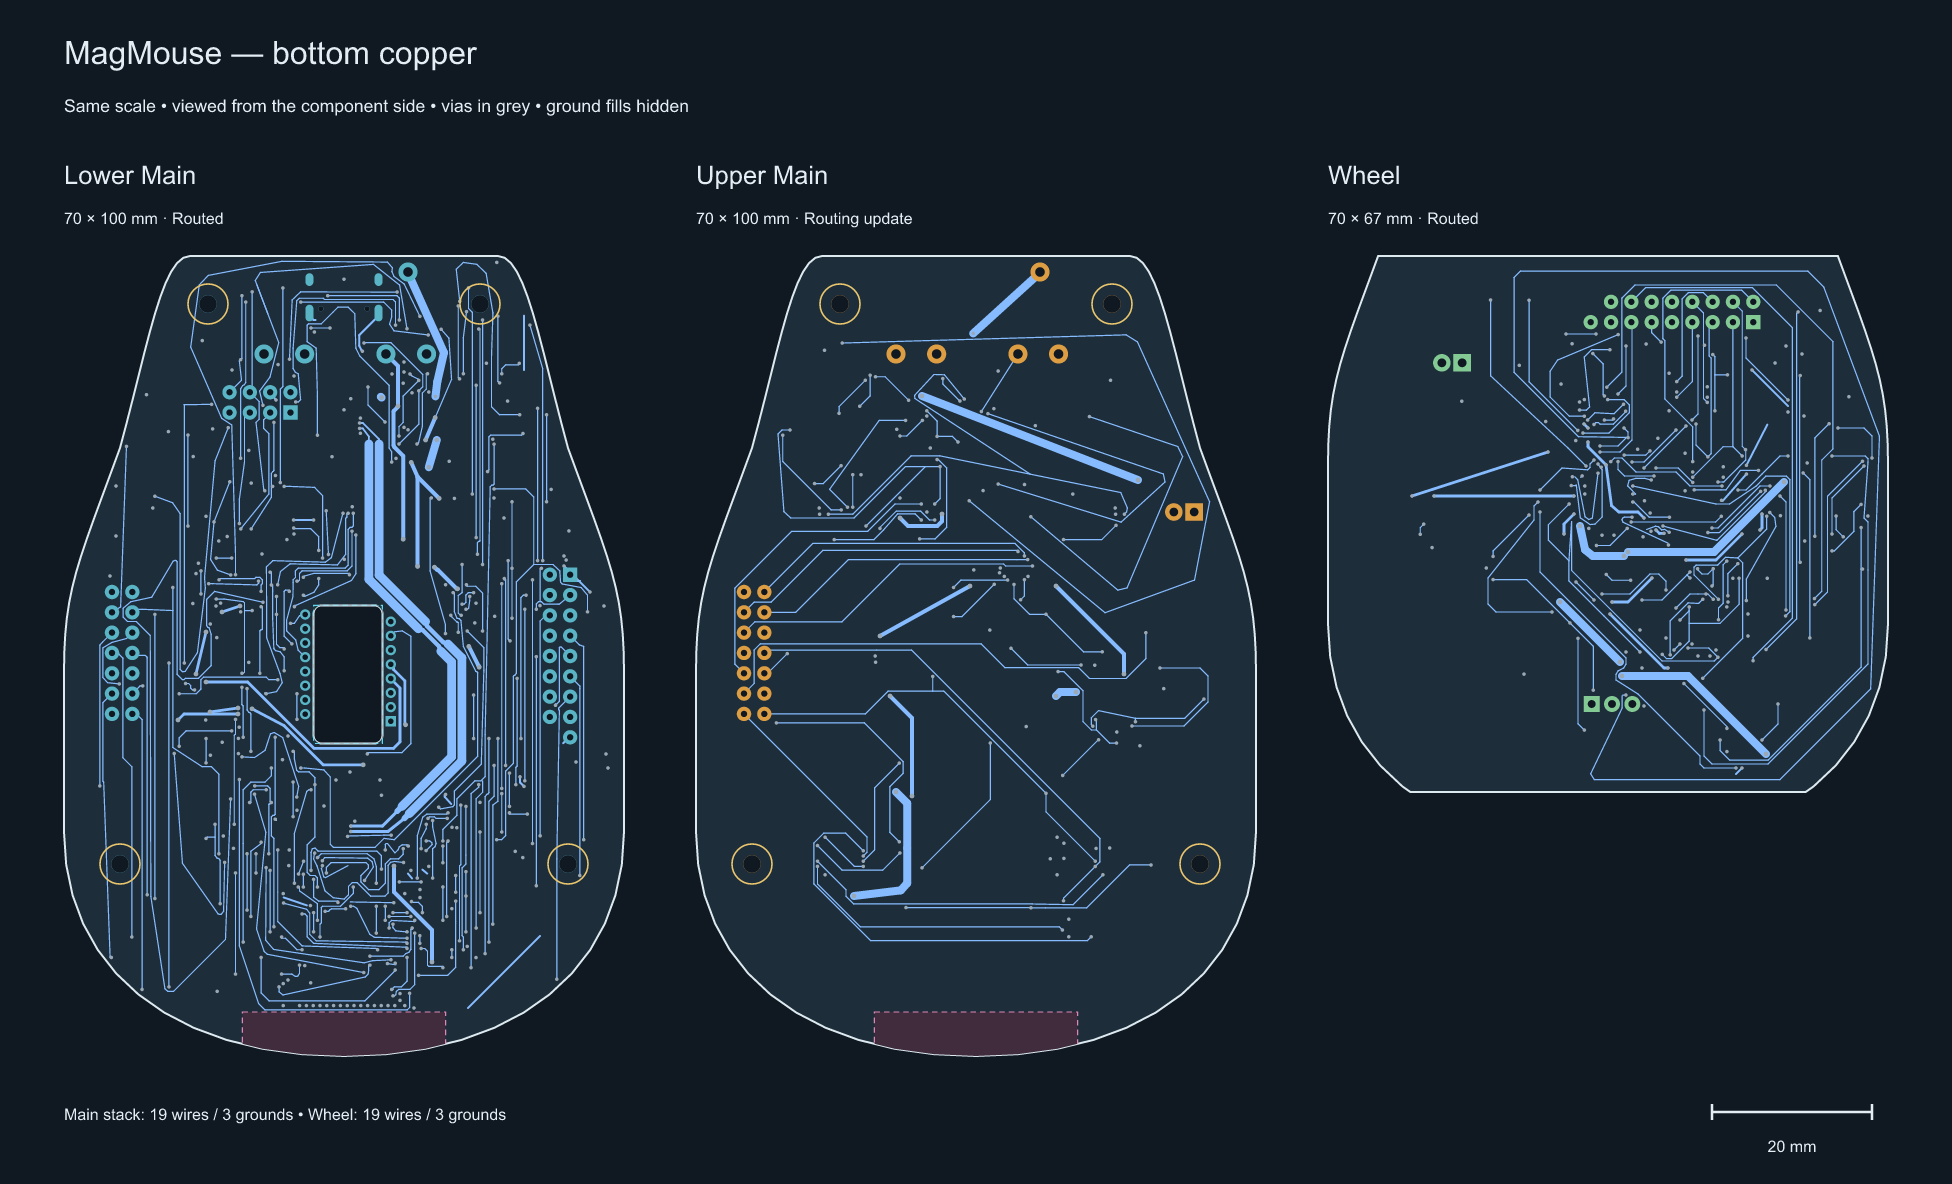 MagMouse — bottom copper
Same scale • viewed from the component side • vias in grey • ground fills hidden
Lower Main
70 × 100 mm · Routed
Upper Main
70 × 100 mm · Routing update
Wheel
70 × 67 mm · Routed
Main stack: 19 wires / 3 grounds • Wheel: 19 wires / 3 grounds
20 mm